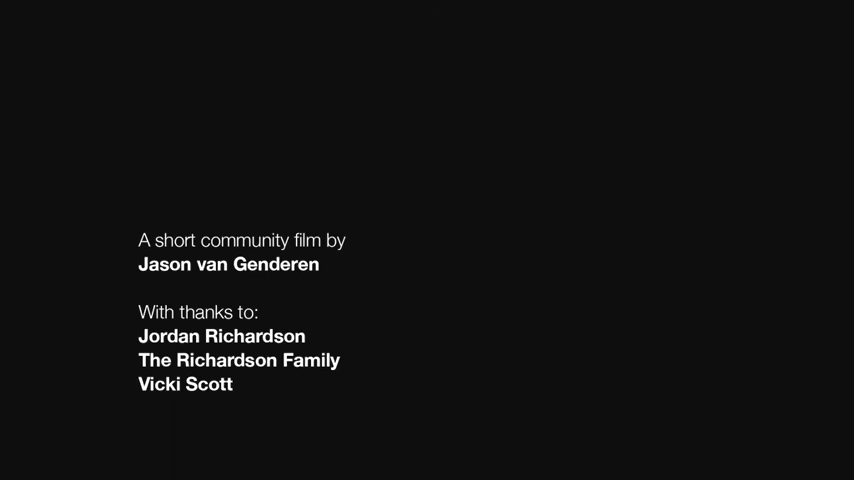 A short community film by
Jason van Genderen
With thanks to:
Jordan Richardson
The Richardson Family
Vicki Scott